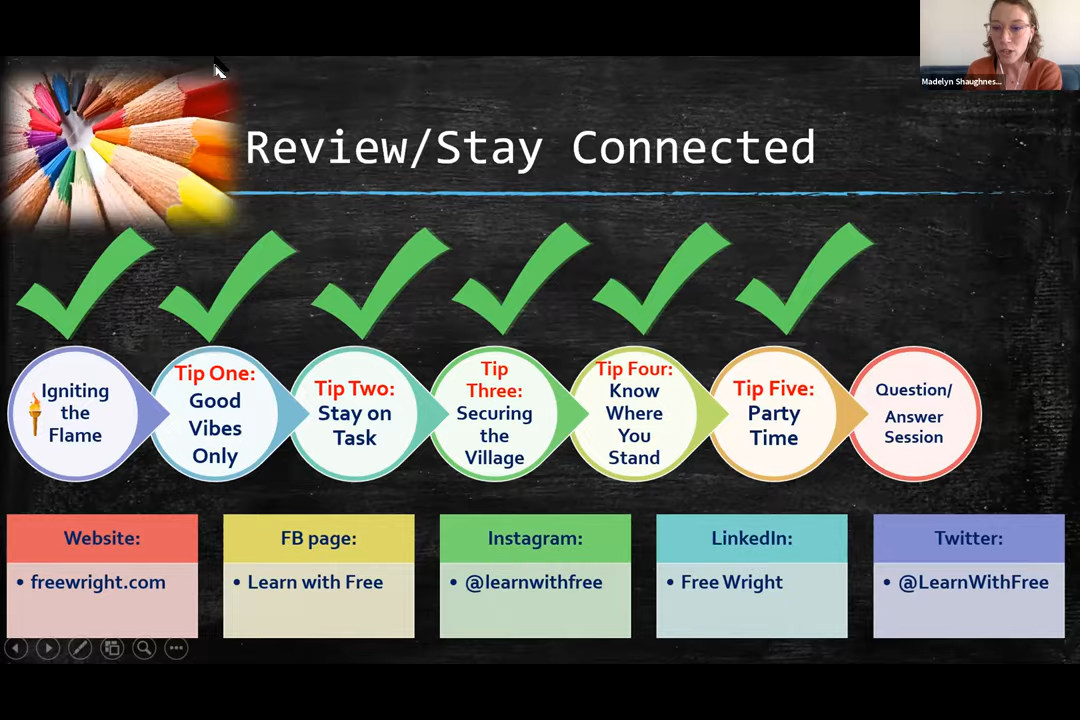 Madelyn Shaughnes...
Review/Stay Connected
Igniting
the
Flame
Tip One:
Good
Vibes
Only
Tip Two:
Stay on
Task
Tip
Three:
Securing
the
Village
Tip Four:
Know
Where
You
Stand
Tip Five:
Party
Time
Question/
Answer
Session
Website:
• freewright.com
FB page:
• Learn with Free
Instagram:
• @learnwithfree
LinkedIn:
• Free Wright
Twitter:
• @LearnWithFree